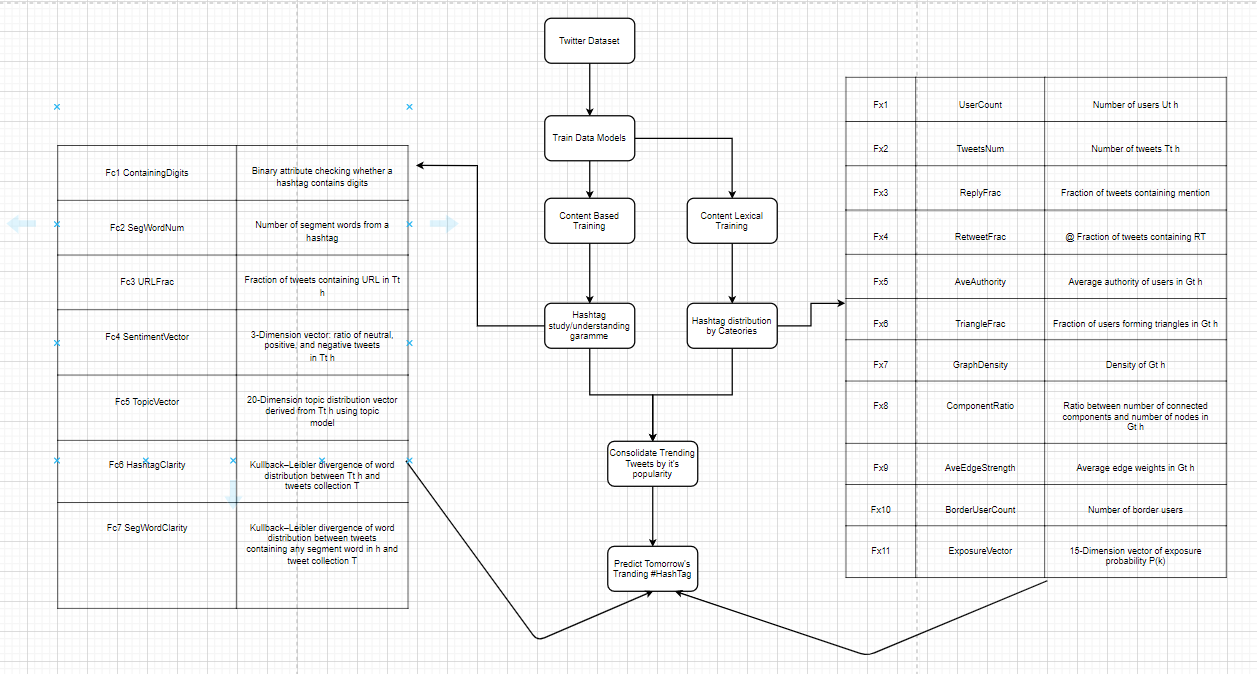 Twitter Dataset
Train Data Models
Content Based
Training
Content Lexical
Training
Hashtag
study/understanding
garamme
Hashtag distribution
by Cateories
Consolidate Trending
Tweets by it's
popularity
Predict Tomorrow's
Tranding #HashTag
Fc1 ContainingDigits
Binary attribute checking whether a
hashtag contains digits
Fc2 SegWordNum
Number of segment words from a
hashtag
Fc3 URLFrac
Fraction of tweets containing URL in Tt
h
Fc4 SentimentVector
3-Dimension vector: ratio of neutral,
positive, and negative tweets
in Tt h
Fc5 TopicVector
20-Dimension topic distribution vector
derived from Tt h using topic
model
Fc6 HashtagClarity
Kullback–Leibler divergence of word
distribution between Tt h and
tweets collection T
Fc7 SegWordClarity
Kullback–Leibler divergence of word
distribution between tweets
containing any segment word in h and
tweet collection T
Fx1 UserCount Number of users Ut h
Fx2 TweetsNum Number of tweets Tt h
Fx3 ReplyFrac Fraction of tweets containing mention
Fx4 RetweetFrac @ Fraction of tweets containing RT
Fx5 AveAuthority Average authority of users in Gt h
Fx6 TriangleFrac Fraction of users forming triangles in Gt h
Fx7 GraphDensity Density of Gt h
Fx8 ComponentRatio Ratio between number of connected
components and number of nodes in
Gt h
Fx9 AveEdgeStrength Average edge weights in Gt h
Fx10 BorderUserCount Number of border users
Fx11 ExposureVector 15-Dimension vector of exposure
probability P(k)